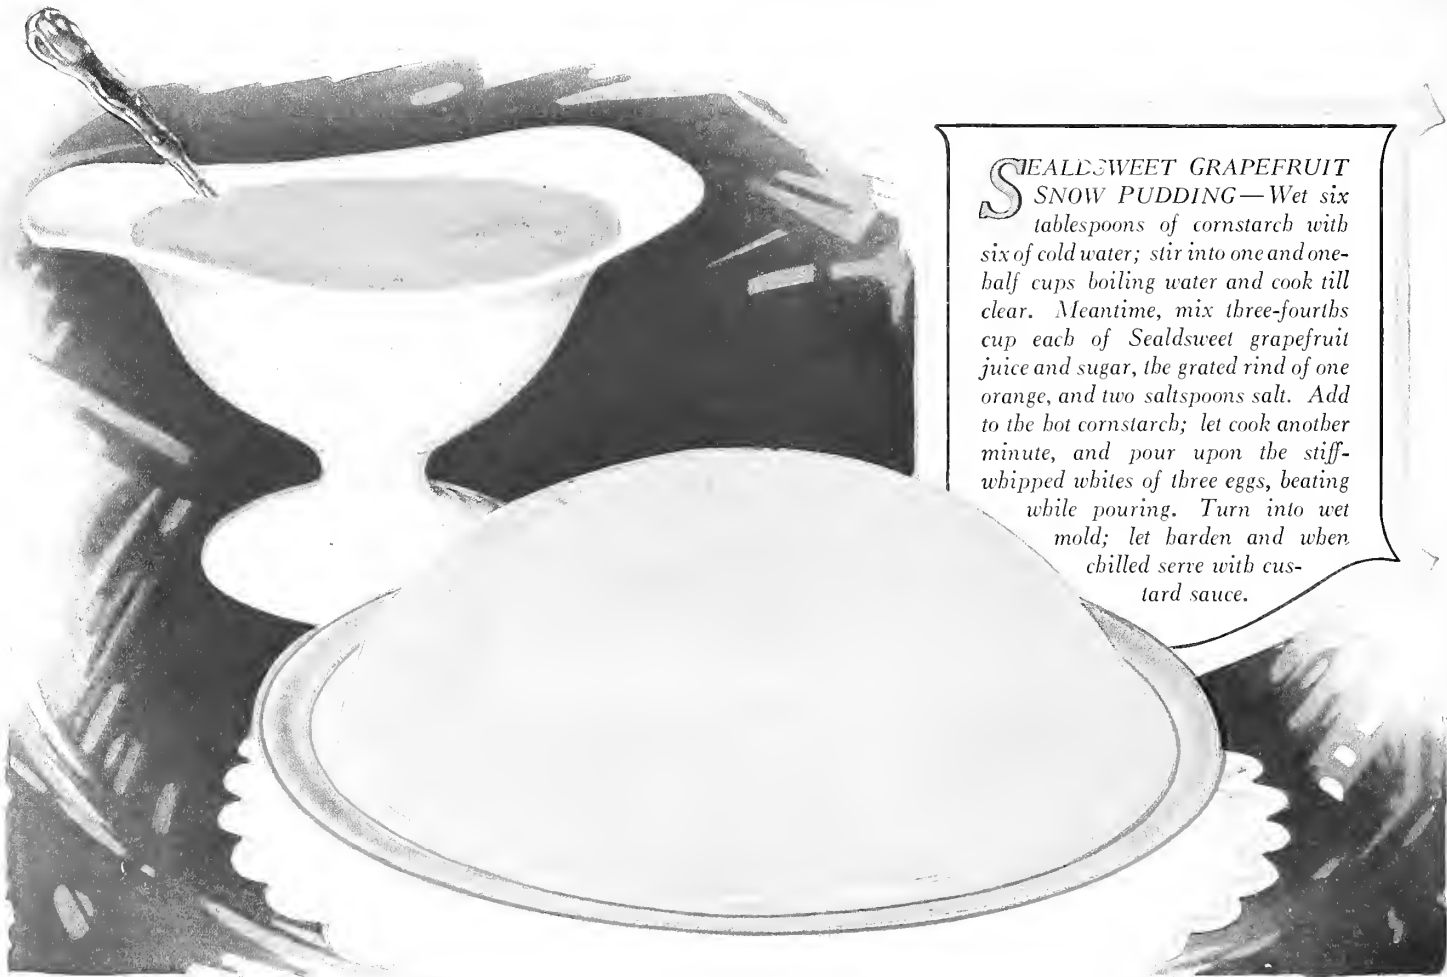 SEALDSWEET GRAPEFRUIT
SNOW PUDDING—Wet six
tablespoons of cornstarch with
six of cold water; stir into one and one-
half cups boiling water and cook till
clear. Meantime, mix three-fourths
cup each of Sealdsweet grapefruit
juice and sugar, the grated rind of one
orange, and two saltspoons salt. Add
to the hot cornstarch; let cook another
minute, and pour upon the stiff-
whipped whites of three eggs, beating
while pouring. Turn into wet
mold; let harden and when
chilled serve with cus-
tard sauce.